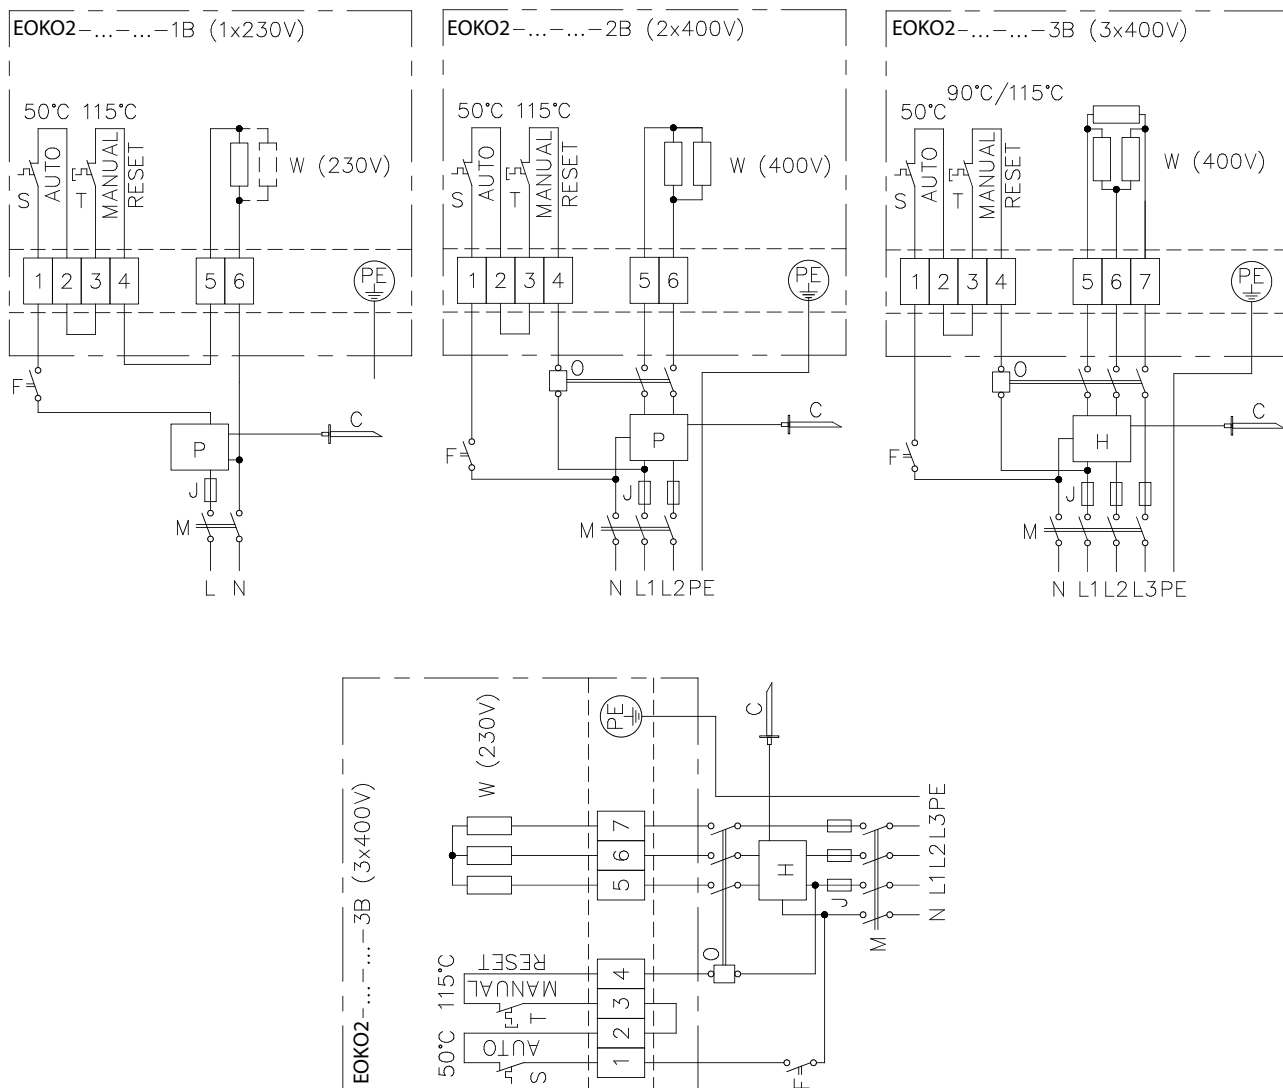 EOKO2-...-...-1B (1x230V)
50°C 115°C
S AUTO T MANUAL RESET
W (230V)
1 2 3 4 5 6 PE
F
P
C
J
M
L N
EOKO2-...-...-2B (2x400V)
50°C 115°C
S AUTO T MANUAL RESET
W (400V)
1 2 3 4 5 6 PE
O
P
C
F
J
M
N L1 L2 PE
EOKO2-...-...-3B (3x400V)
50°C 90°C/115°C
S AUTO T MANUAL RESET
W (400V)
1 2 3 4 5 6 7 PE
O
H
C
F
J
M
N L1 L2 L3 PE
EOKO2-...-...-3B (3x400V)
50°C 115°C
S AUTO T MANUAL RESET
W (230V)
1 2 3 4 5 6 7 PE
O
H
C
F
J
M
N L1 L2 L3 PE